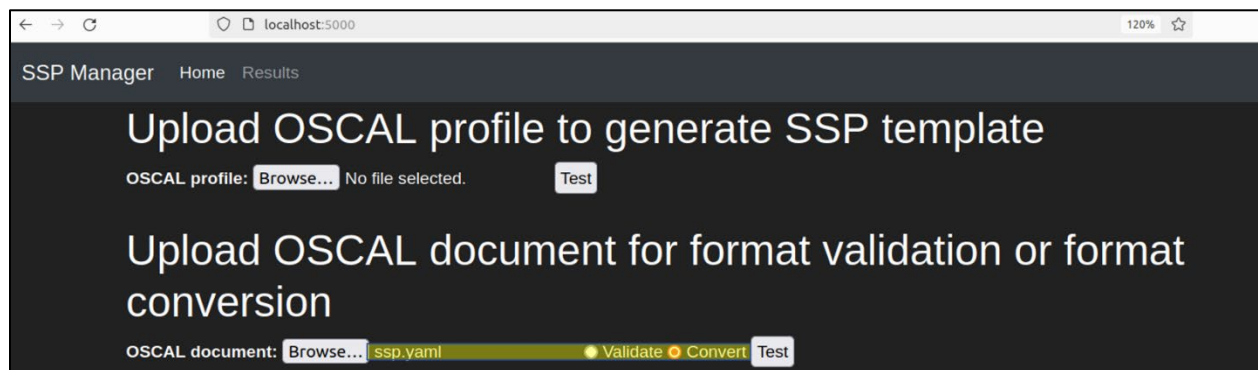 localhost:5000 120%
SSP Manager Home Results
Upload OSCAL profile to generate SSP template
OSCAL profile: Browse... No file selected. Test
Upload OSCAL document for format validation or format
conversion
OSCAL document: Browse... ssp.yaml Validate Convert Test